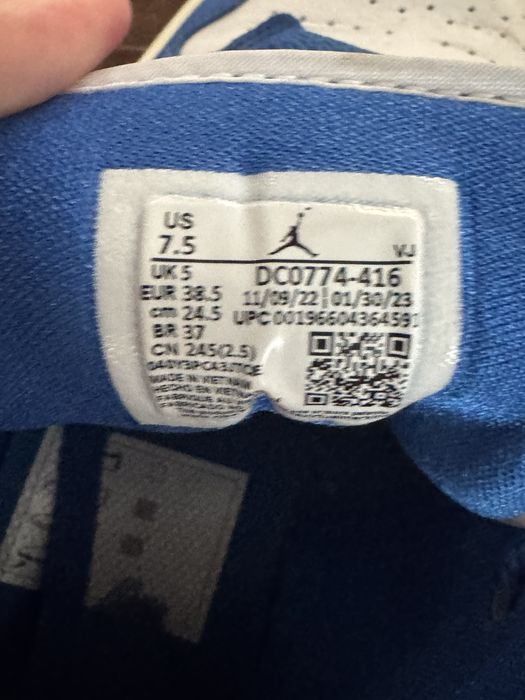 US
7.5
VJ
UK 5
DC0774-416
EUR 38.5
11/09/22 | 01/30/23
cm 24.5
UPC 00196604364591
BR 37
CN 245(2.5)
MADE IN VIETNAM